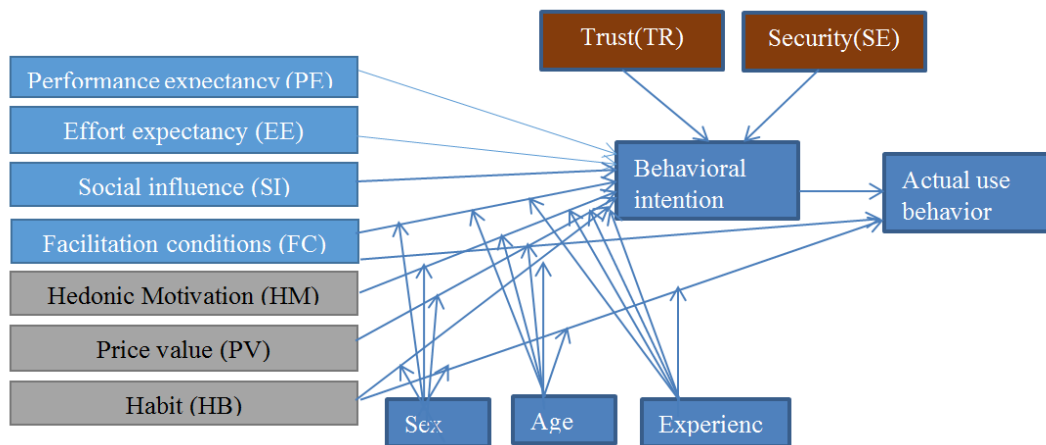 Trust(TR)
Security(SE)
Performance expectancy (PE)
Effort expectancy (EE)
Social influence (SI)
Facilitation conditions (FC)
Hedonic Motivation (HM)
Price value (PV)
Habit (HB)
Behavioral
intention
Actual use
behavior
Sex
Age
Experienc